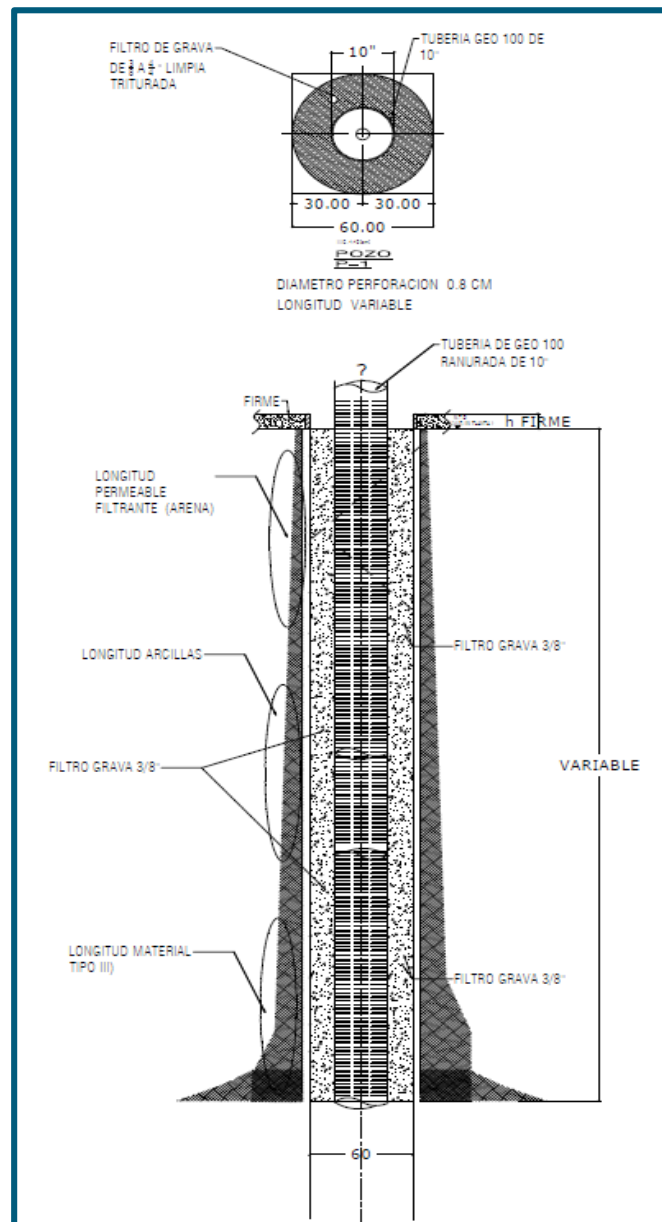 FILTRO DE GRAVA
DE 3/8 A LIMPIA
TRITURADA
10"
TUBERIA GEO 100 DE
10"
30.00 30.00
60.00
POZO
P-1
DIAMETRO PERFORACION 0.8 CM
LONGITUD VARIABLE
TUBERIA DE GEO 100
RANURADA DE 10"
?
FIRME
h FIRME
LONGITUD
PERMEABLE
FILTRANTE (ARENA)
FILTRO GRAVA 3/8"
LONGITUD ARCILLAS
FILTRO GRAVA 3/8"
VARIABLE
LONGITUD MATERIAL
TIPO III)
FILTRO GRAVA 3/8"
60